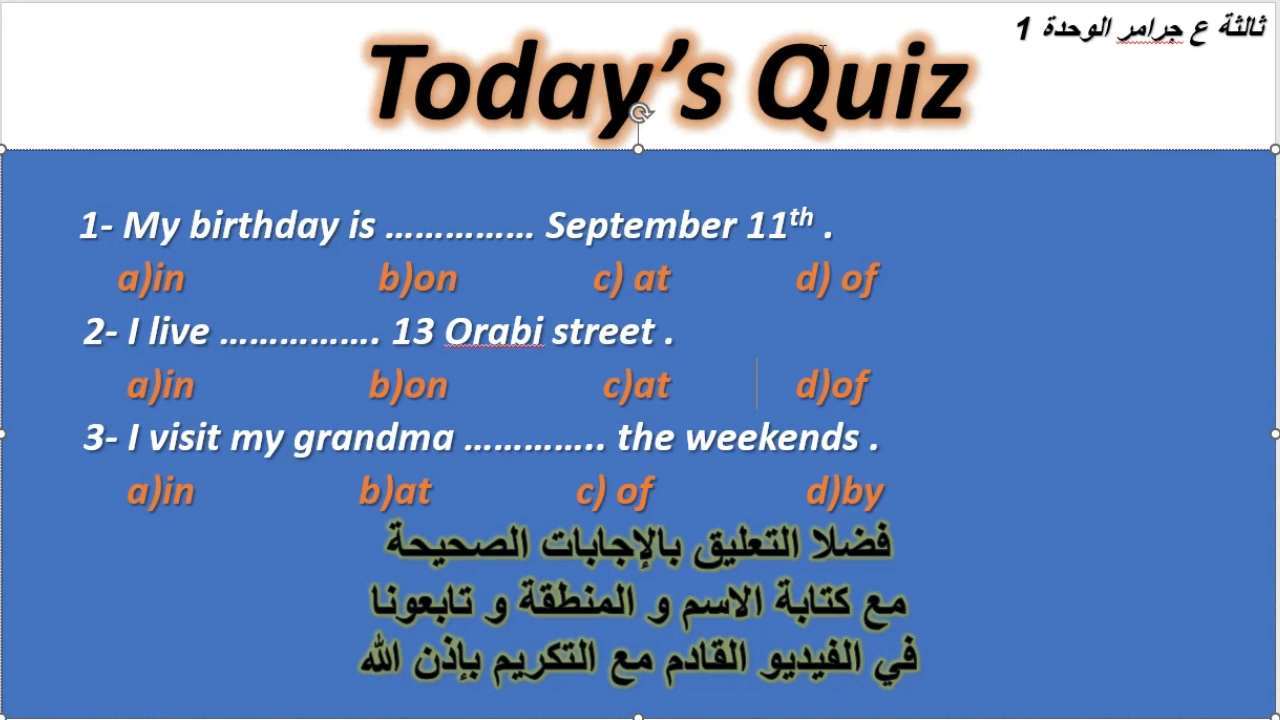 ثالثة ع جرامر الوحدة 1
Today's Quiz
1- My birthday is …………… September 11th .
a)in b)on c) at d) of
2- I live ……………. 13 Orabi street .
a)in b)on c)at d)of
3- I visit my grandma ………….. the weekends .
a)in b)at c) of d)by
فضلا التعليق بالإجابات الصحيحة
مع كتابة الاسم و المنطقة و تابعونا
في الفيديو القادم مع التكريم بإذن الله